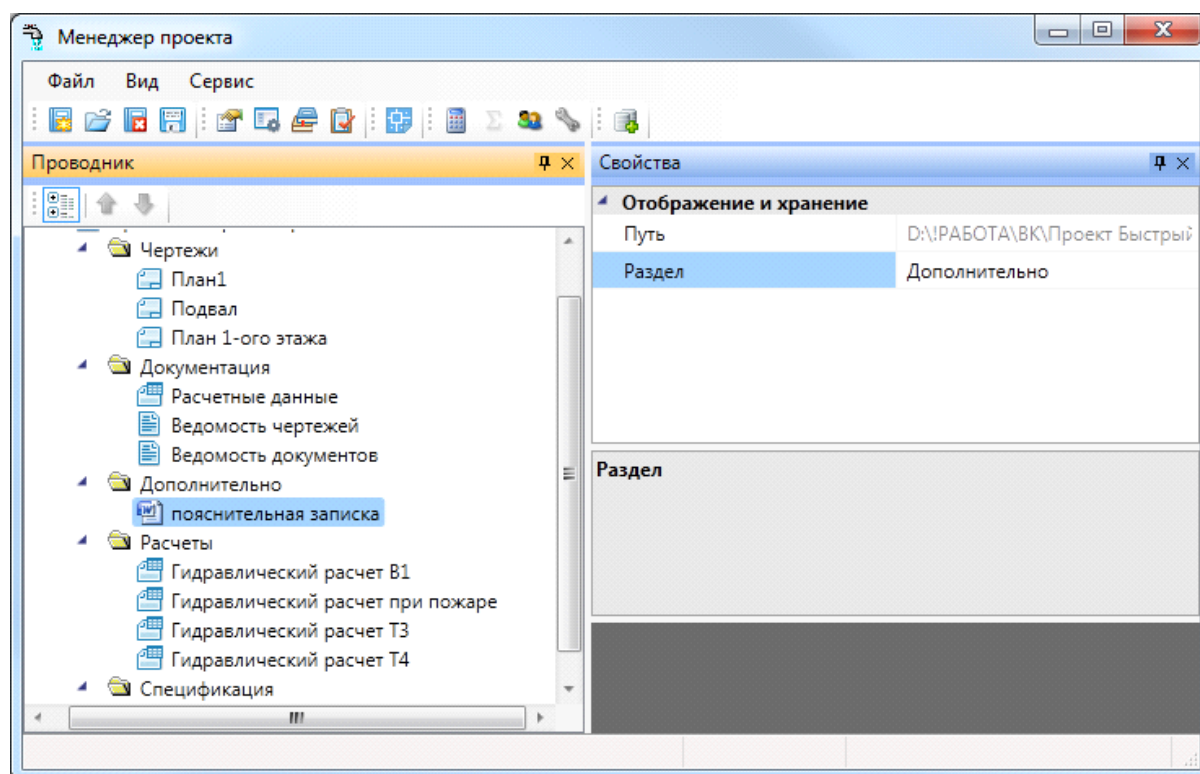 Менеджер проекта
Файл Вид Сервис
Проводник
Чертежи
План1
Подвал
План 1-ого этажа
Документация
Расчетные данные
Ведомость чертежей
Ведомость документов
Дополнительно
пояснительная записка
Расчеты
Гидравлический расчет В1
Гидравлический расчет при пожаре
Гидравлический расчет Т3
Гидравлический расчет Т4
Спецификация
Свойства
Отображение и хранение
Путь D:\!РАБОТА\ВК\Проект Быстрый
Раздел Дополнительно
Раздел